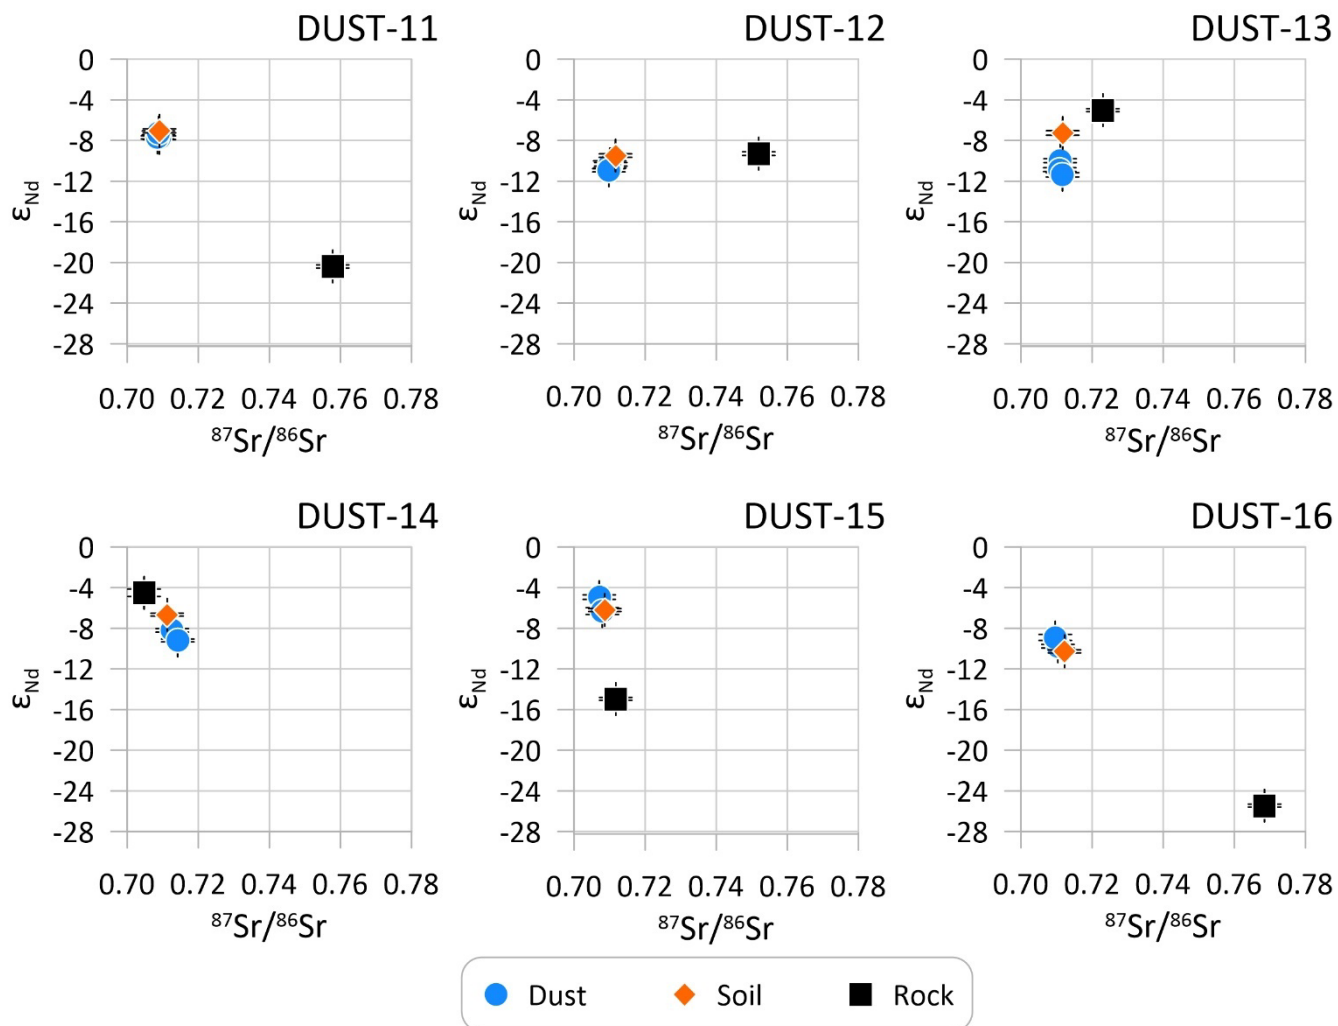 DUST-11
0
-4
-8
-12
-16
-20
-24
-28
εNd
0.70 0.72 0.74 0.76 0.78
⁸⁷Sr/⁸⁶Sr
DUST-12
0
-4
-8
-12
-16
-20
-24
-28
εNd
0.70 0.72 0.74 0.76 0.78
⁸⁷Sr/⁸⁶Sr
DUST-13
0
-4
-8
-12
-16
-20
-24
-28
εNd
0.70 0.72 0.74 0.76 0.78
⁸⁷Sr/⁸⁶Sr
DUST-14
0
-4
-8
-12
-16
-20
-24
-28
εNd
0.70 0.72 0.74 0.76 0.78
⁸⁷Sr/⁸⁶Sr
DUST-15
0
-4
-8
-12
-16
-20
-24
-28
εNd
0.70 0.72 0.74 0.76 0.78
⁸⁷Sr/⁸⁶Sr
DUST-16
0
-4
-8
-12
-16
-20
-24
-28
εNd
0.70 0.72 0.74 0.76 0.78
⁸⁷Sr/⁸⁶Sr
Dust Soil Rock